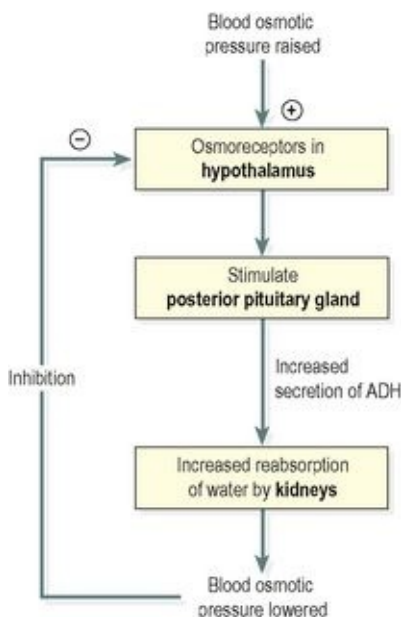 Blood osmotic
pressure raised
+
−
Osmoreceptors in
hypothalamus
Stimulate
posterior pituitary gland
Increased
secretion of ADH
Inhibition
Increased reabsorption
of water by kidneys
Blood osmotic
pressure lowered